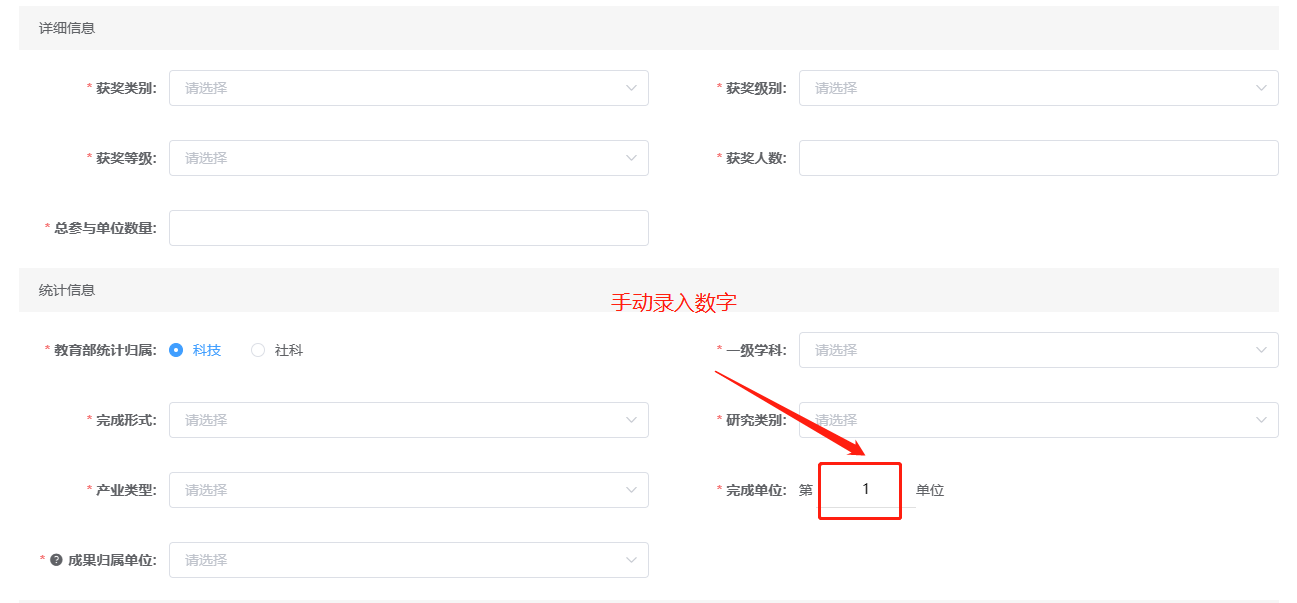 详细信息
* 获奖类别: 请选择 * 获奖级别: 请选择
* 获奖等级: 请选择 * 获奖人数:
* 总参与单位数量:
统计信息
手动录入数字
* 教育部统计归属: 科技 社科 * 一级学科: 请选择
* 完成形式: 请选择 * 研究类别: 请选择
* 产业类型: 请选择 * 完成单位: 第 1 单位
* ? 成果归属单位: 请选择